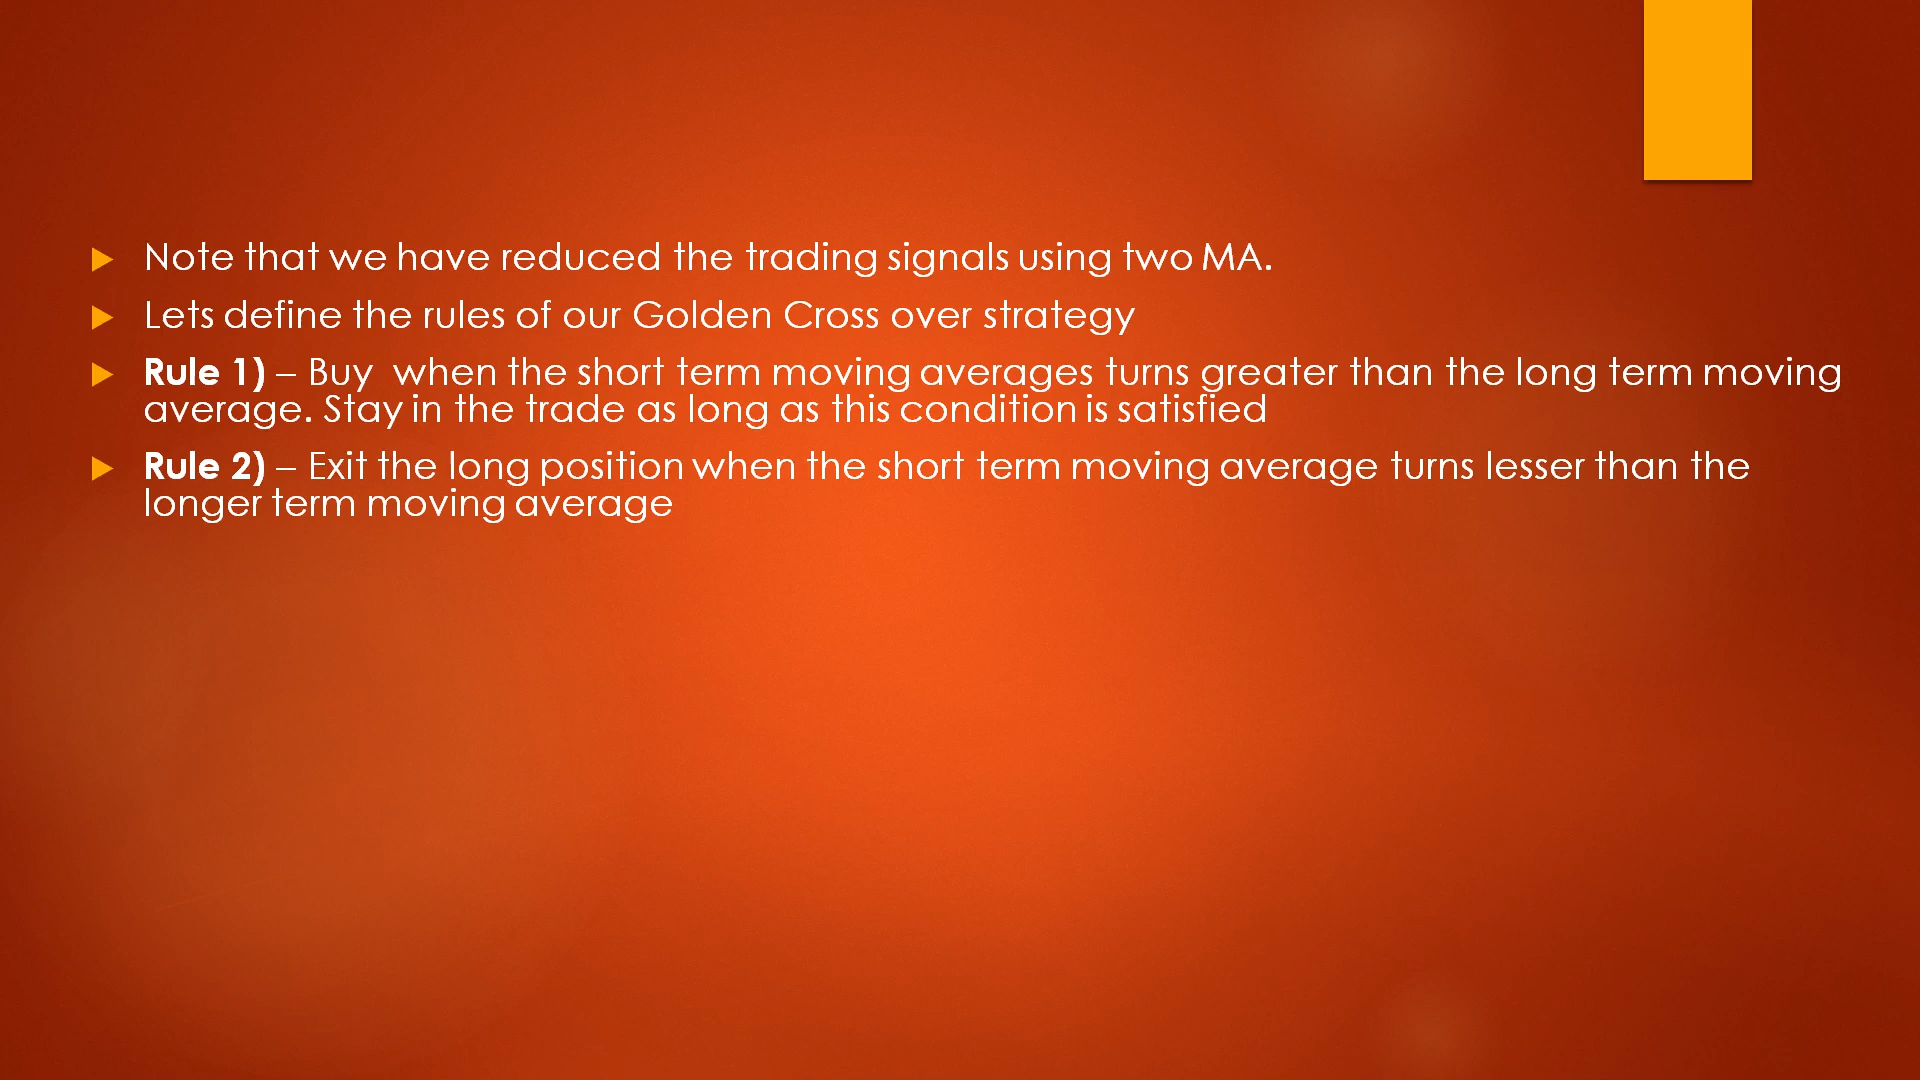 Note that we have reduced the trading signals using two MA.
Lets define the rules of our Golden Cross over strategy
Rule 1) – Buy  when the short term moving averages turns greater than the long term moving
average. Stay in the trade as long as this condition is satisfied
Rule 2) – Exit the long position when the short term moving average turns lesser than the
longer term moving average